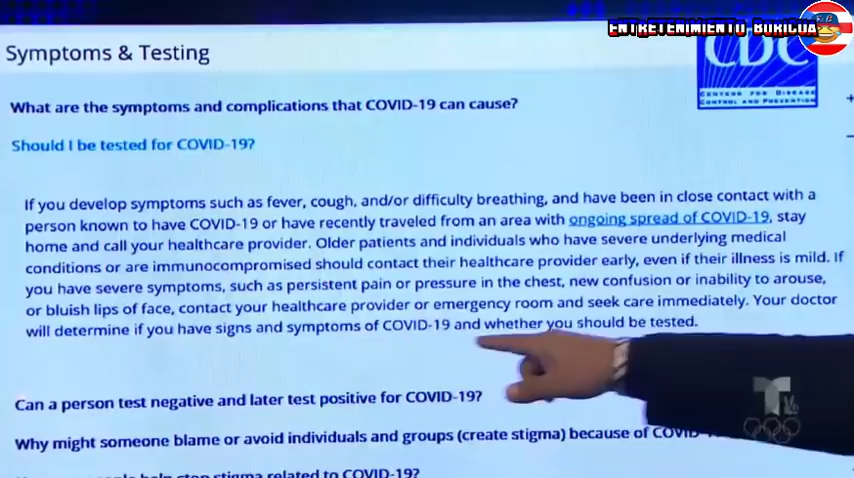 ENTRETENIMIENTO BORICUA
Symptoms & Testing
CDC
CENTERS FOR DISEASE
CONTROL AND PREVENTION
What are the symptoms and complications that COVID-19 can cause?
Should I be tested for COVID-19?
If you develop symptoms such as fever, cough, and/or difficulty breathing, and have been in close contact with a
person known to have COVID-19 or have recently traveled from an area with ongoing spread of COVID-19, stay
home and call your healthcare provider. Older patients and individuals who have severe underlying medical
conditions or are immunocompromised should contact their healthcare provider early, even if their illness is mild. If
you have severe symptoms, such as persistent pain or pressure in the chest, new confusion or inability to arouse,
or bluish lips of face, contact your healthcare provider or emergency room and seek care immediately. Your doctor
will determine if you have signs and symptoms of COVID-19 and whether you should be tested.
Can a person test negative and later test positive for COVID-19?
Why might someone blame or avoid individuals and groups (create stigma) because of COVID-
help stop stigma related to COVID-19?